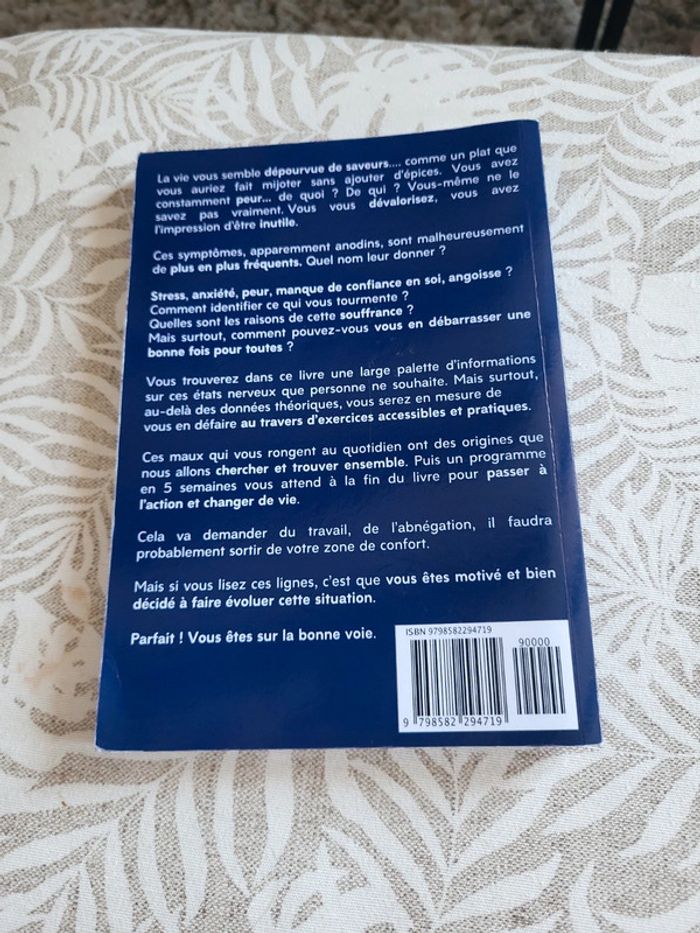 La vie vous semble dépourvue de saveurs.... comme un plat que
vous auriez fait mijoter sans ajouter d'épices. Vous avez
constamment peur... de quoi ? De qui ? Vous-même ne le
savez pas vraiment. Vous vous dévalorisez, vous avez
l'impression d'être inutile.
Ces symptômes, apparemment anodins, sont malheureusement
de plus en plus fréquents. Quel nom leur donner ?
Stress, anxiété, peur, manque de confiance en soi, angoisse ?
Comment identifier ce qui vous tourmente ?
Quelles sont les raisons de cette souffrance ?
Mais surtout, comment pouvez-vous vous en débarrasser une
bonne fois pour toutes ?
Vous trouverez dans ce livre une large palette d'informations
sur ces états nerveux que personne ne souhaite. Mais surtout,
au-delà des données théoriques, vous serez en mesure de
vous en défaire au travers d'exercices accessibles et pratiques.
Ces maux qui vous rongent au quotidien ont des origines que
nous allons chercher et trouver ensemble. Puis un programme
en 5 semaines vous attend à la fin du livre pour passer à
l'action et changer de vie.
Cela va demander du travail, de l'abnégation, il faudra
probablement sortir de votre zone de confort.
Mais si vous lisez ces lignes, c'est que vous êtes motivé et bien
décidé à faire évoluer cette situation.
Parfait ! Vous êtes sur la bonne voie.
ISBN 9798582294719
90000
9 798582 294719